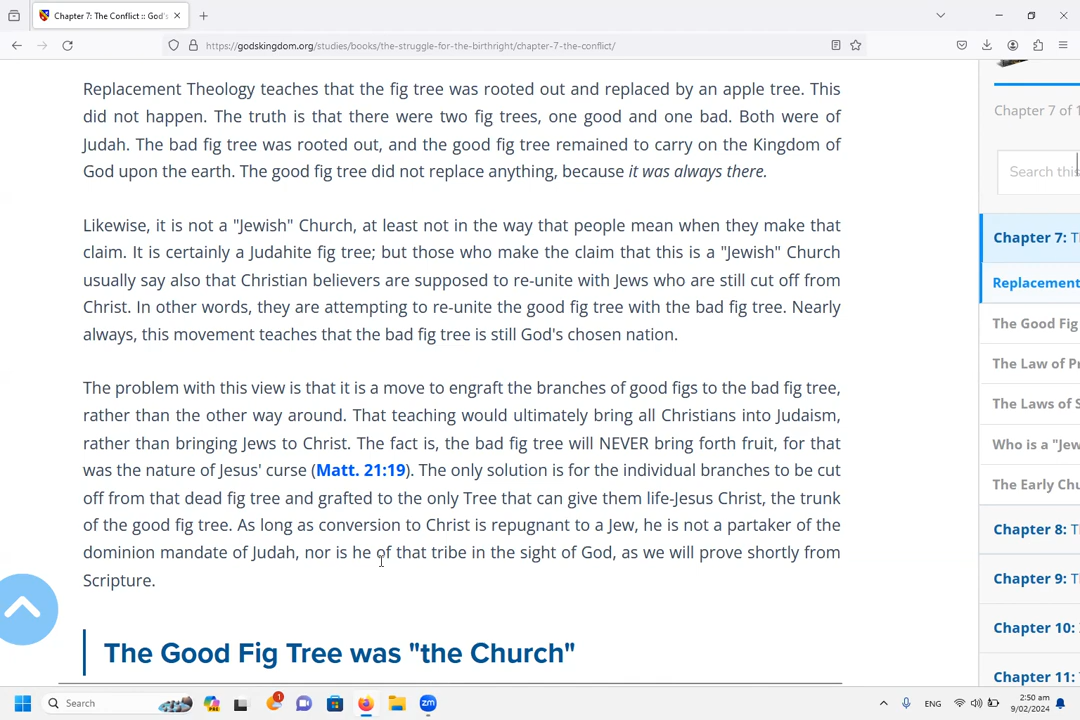 Chapter 7: The Conflict :: God's
https://godskingdom.org/studies/books/the-struggle-for-the-birthright/chapter-7-the-conflict/
Replacement Theology teaches that the fig tree was rooted out and replaced by an apple tree. This
did not happen. The truth is that there were two fig trees, one good and one bad. Both were of
Judah. The bad fig tree was rooted out, and the good fig tree remained to carry on the Kingdom of
God upon the earth. The good fig tree did not replace anything, because it was always there.
Likewise, it is not a "Jewish" Church, at least not in the way that people mean when they make that
claim. It is certainly a Judahite fig tree; but those who make the claim that this is a "Jewish" Church
usually say also that Christian believers are supposed to re-unite with Jews who are still cut off from
Christ. In other words, they are attempting to re-unite the good fig tree with the bad fig tree. Nearly
always, this movement teaches that the bad fig tree is still God's chosen nation.
The problem with this view is that it is a move to engraft the branches of good figs to the bad fig tree,
rather than the other way around. That teaching would ultimately bring all Christians into Judaism,
rather than bringing Jews to Christ. The fact is, the bad fig tree will NEVER bring forth fruit, for that
was the nature of Jesus' curse (Matt. 21:19). The only solution is for the individual branches to be cut
off from that dead fig tree and grafted to the only Tree that can give them life-Jesus Christ, the trunk
of the good fig tree. As long as conversion to Christ is repugnant to a Jew, he is not a partaker of the
dominion mandate of Judah, nor is he of that tribe in the sight of God, as we will prove shortly from
Scripture.
The Good Fig Tree was "the Church"
Chapter 7 of 1
Search this
Chapter 7: T
Replacement
The Good Fig
The Law of P
The Laws of S
Who is a "Jew
The Early Chu
Chapter 8: T
Chapter 9: T
Chapter 10:
Chapter 11:
Search
1
zm
ENG
2:50 am
9/02/2024